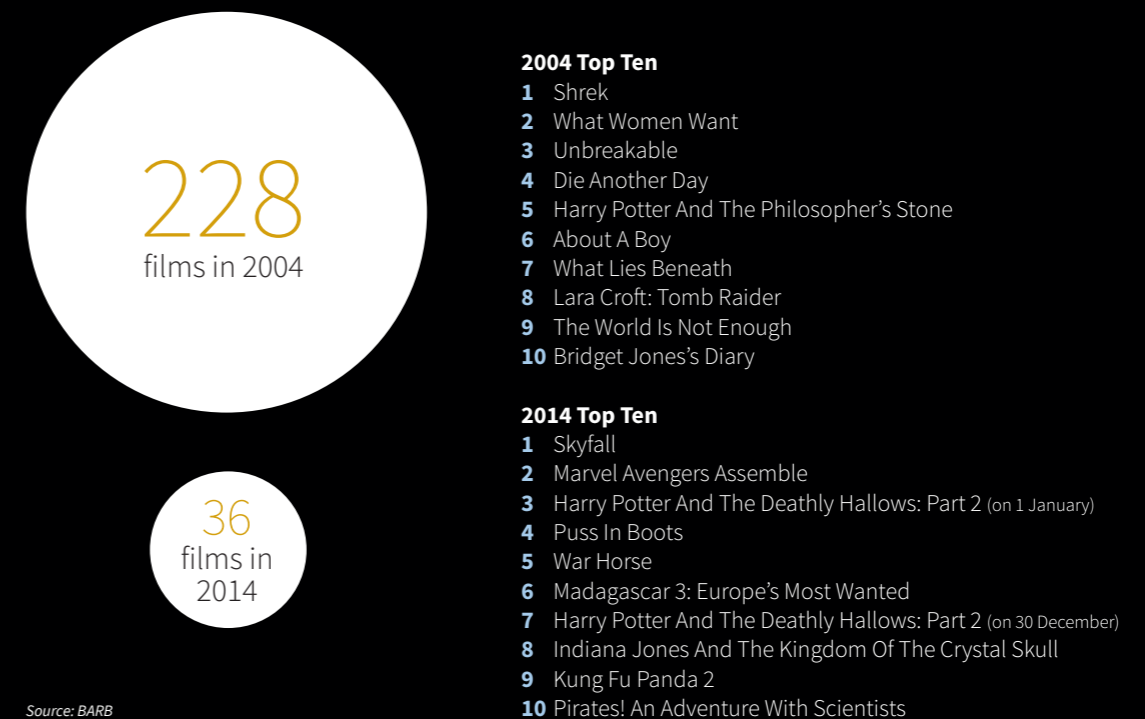 228
films in 2004
36
films in
2014
Source: BARB
2004 Top Ten
1 Shrek
2 What Women Want
3 Unbreakable
4 Die Another Day
5 Harry Potter And The Philosopher’s Stone
6 About A Boy
7 What Lies Beneath
8 Lara Croft: Tomb Raider
9 The World Is Not Enough
10 Bridget Jones’s Diary
2014 Top Ten
1 Skyfall
2 Marvel Avengers Assemble
3 Harry Potter And The Deathly Hallows: Part 2 (on 1 January)
4 Puss In Boots
5 War Horse
6 Madagascar 3: Europe’s Most Wanted
7 Harry Potter And The Deathly Hallows: Part 2 (on 30 December)
8 Indiana Jones And The Kingdom Of The Crystal Skull
9 Kung Fu Panda 2
10 Pirates! An Adventure With Scientists